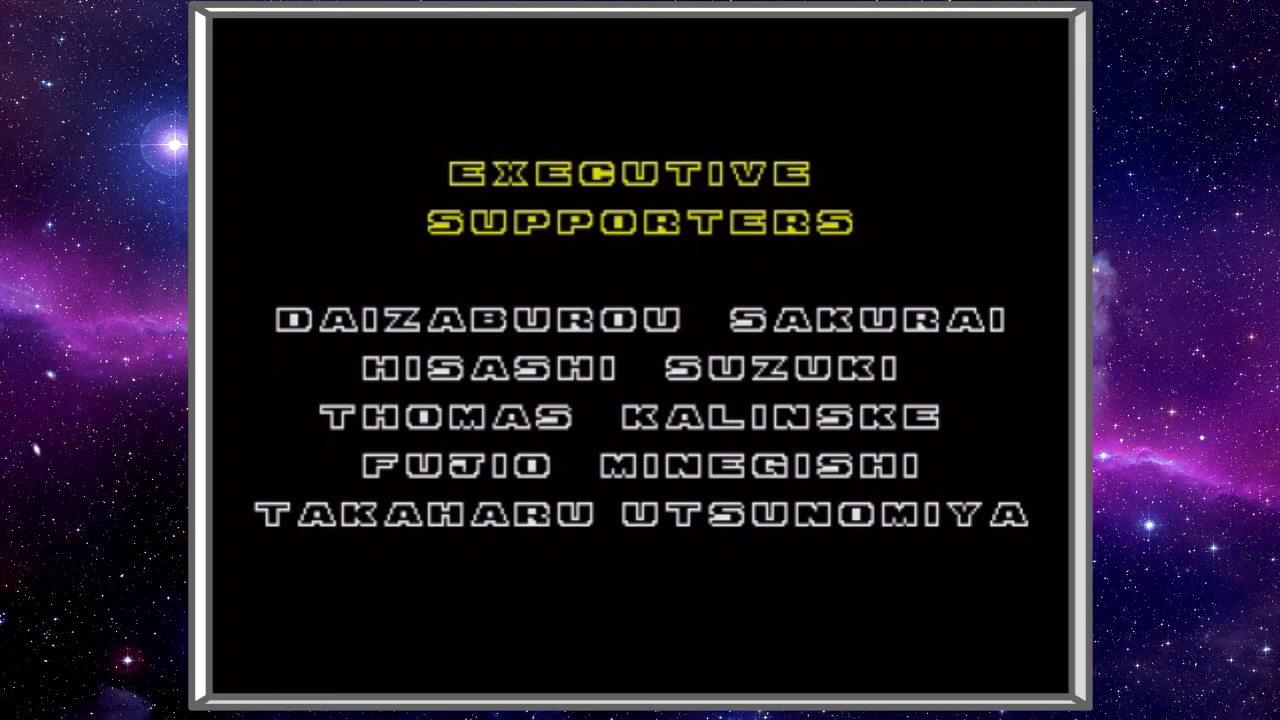 EXECUTIVE
SUPPORTERS
DAIZABUROU SAKURAI
HISASHI SUZUKI
THOMAS KALINSKE
FUJIO MINEGISHI
TAKAHARU UTSUNOMIYA